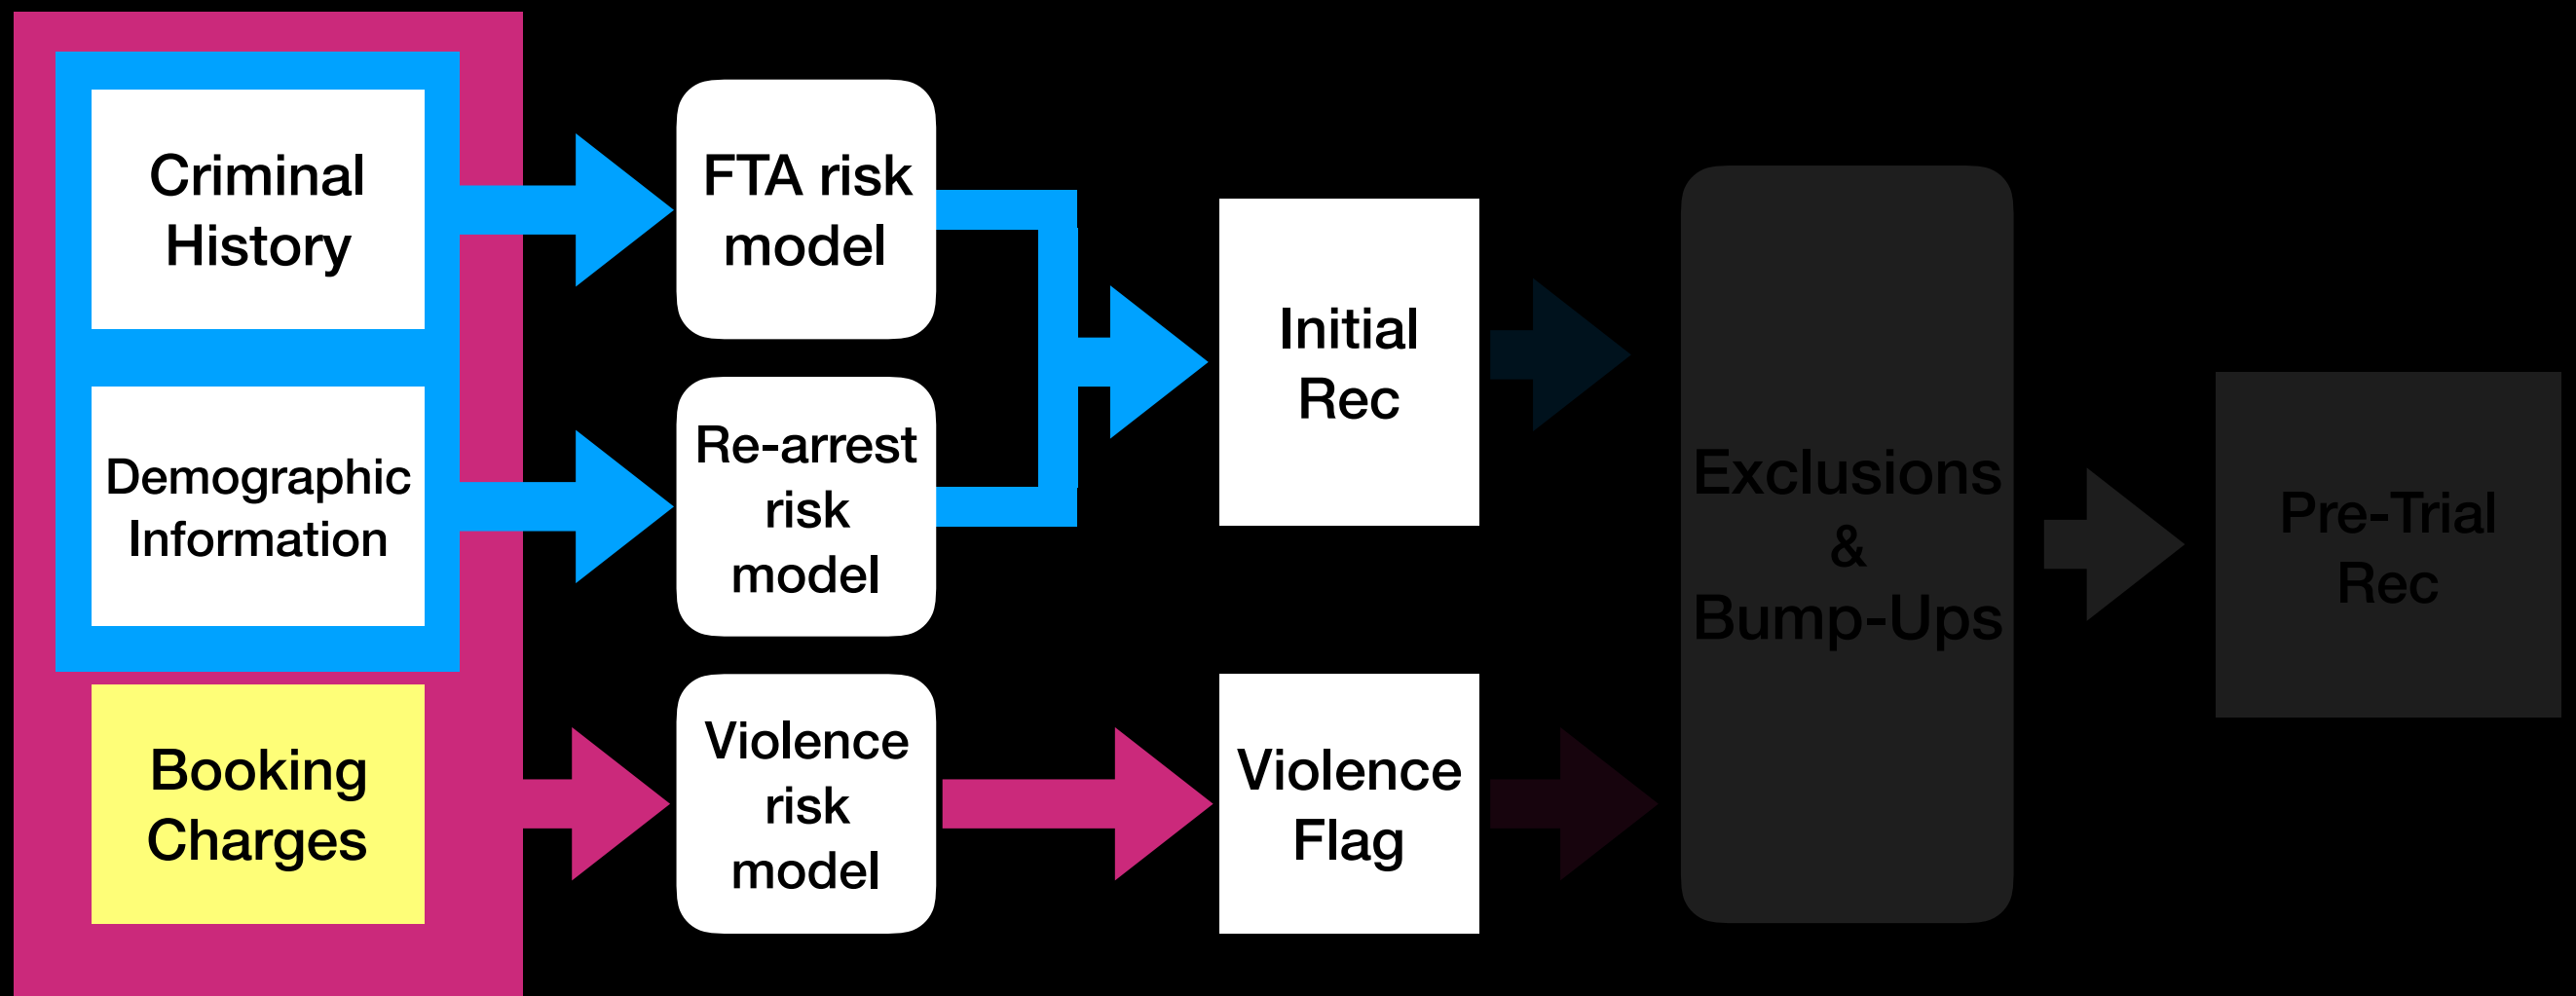 Criminal
History
FTA risk
model
Initial
Rec
Demographic
Information
Re-arrest
risk
model
Exclusions
&
Bump-Ups
Pre-Trial
Rec
Booking
Charges
Violence
risk
model
Violence
Flag